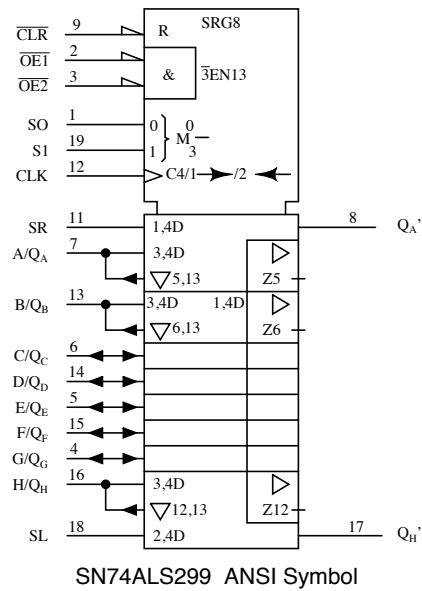 9
SRG8
CLR
R
2
OE1
&
3̅EN13
3
OE2
1
SO
0
0
M
19
S1
1
3
12
CLK
C4/1
/2
11
SR
1,4D
8
QA'
7
A/QA
3,4D
5,13
Z5
13
B/QB
3,4D
1,4D
6,13
Z6
6
C/QC
14
D/QD
5
E/QE
15
F/QF
4
G/QG
16
H/QH
3,4D
12,13
Z12
18
SL
2,4D
17
QH'
SN74ALS299 ANSI Symbol